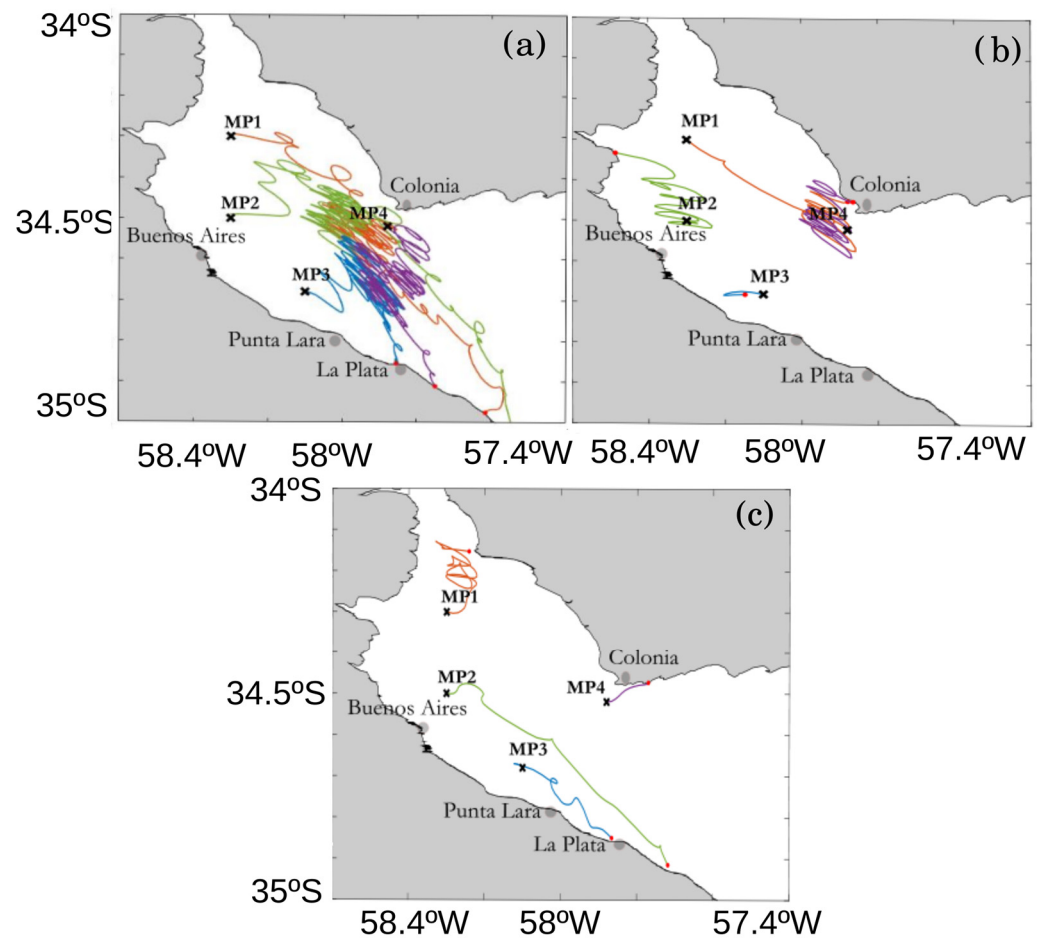 34ºS
(a)
(b)
MP1
MP1
Colonia
Colonia
MP2
MP4
MP2
MP4
34.5ºS
Buenos Aires
Buenos Aires
MP3
MP3
Punta Lara
Punta Lara
La Plata
La Plata
35ºS
58.4ºW 58ºW 57.4ºW 58.4ºW 58ºW 57.4ºW
34ºS
(c)
MP1
Colonia
MP2
MP4
34.5ºS
Buenos Aires
MP3
Punta Lara
La Plata
35ºS
58.4ºW 58ºW 57.4ºW